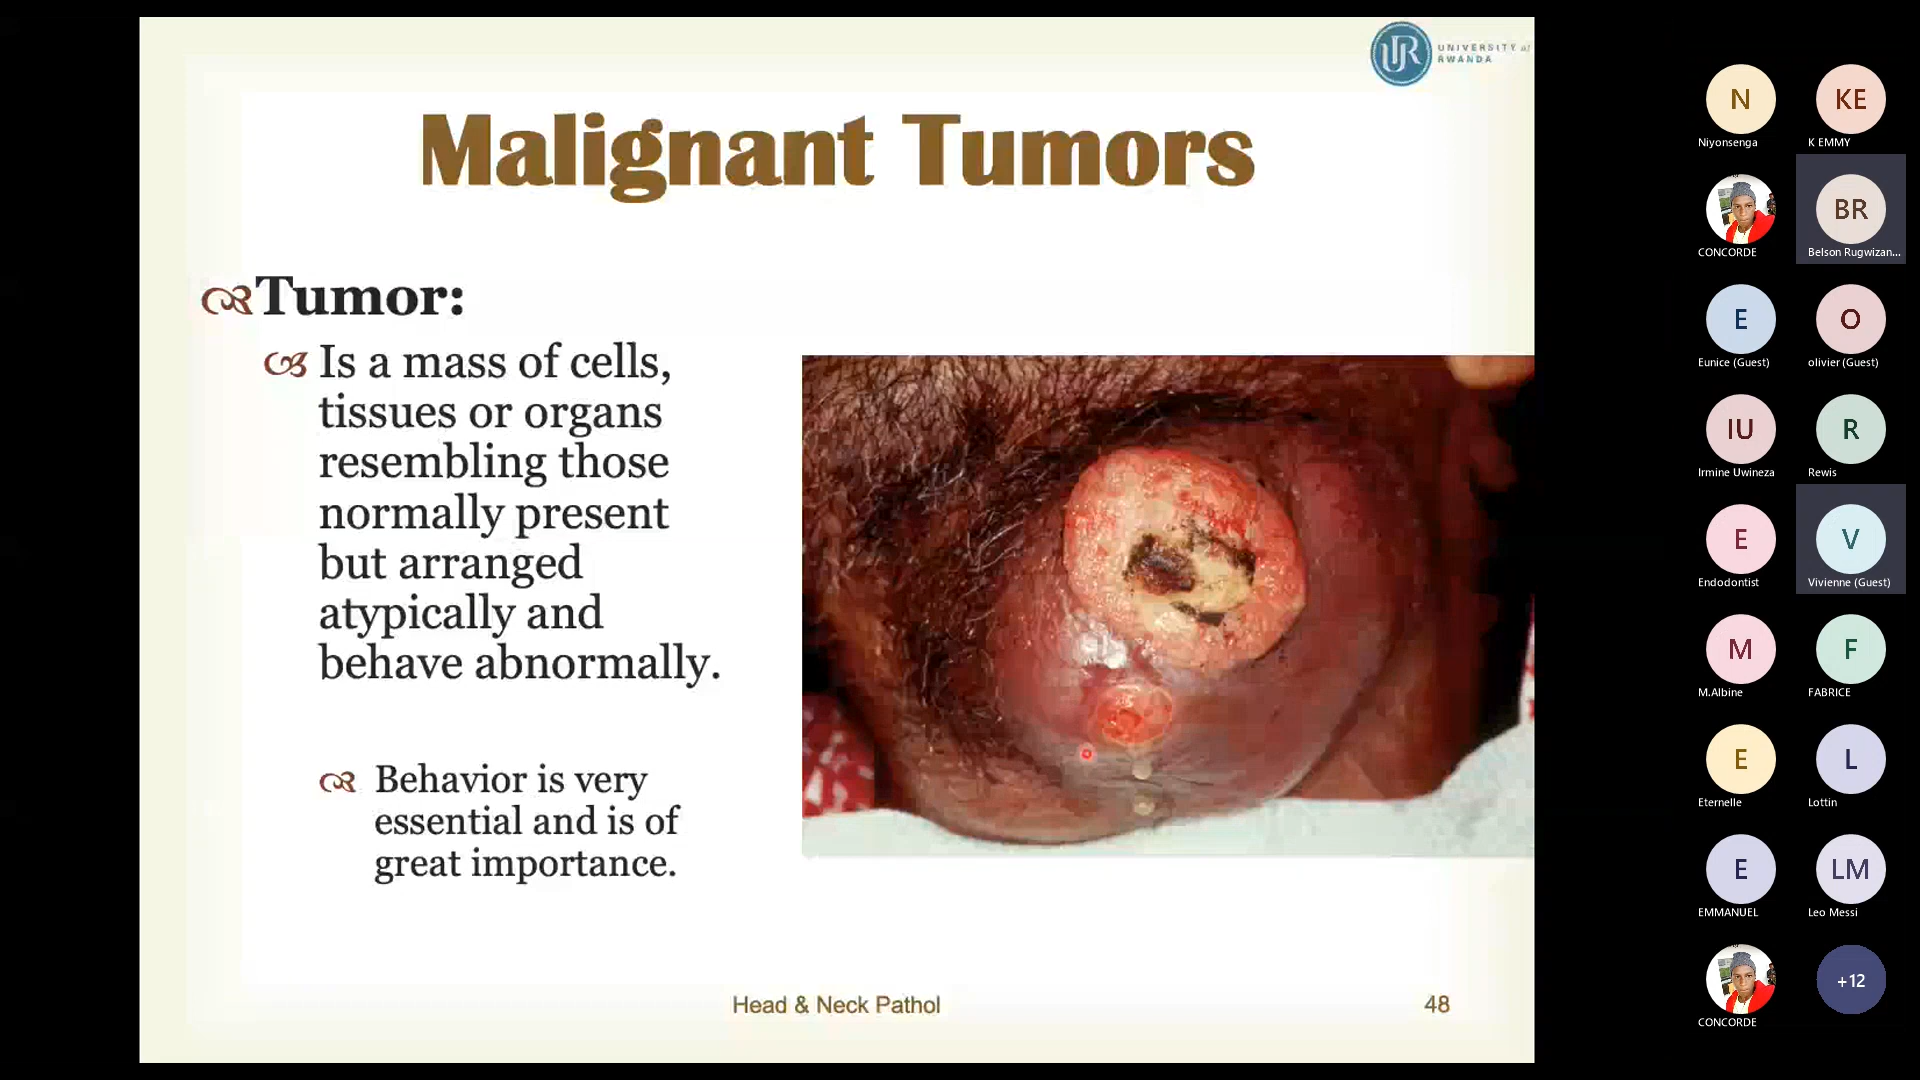 UR
UNIVERSITY of
RWANDA
Malignant Tumors
Tumor:
Is a mass of cells,
tissues or organs
resembling those
normally present
but arranged
atypically and
behave abnormally.
Behavior is very
essential and is of
great importance.
Head & Neck Pathol
48
N
Niyonsenga
KE
K EMMY
CONCORDE
BR
Belson Rugwizan...
E
Eunice (Guest)
O
olivier (Guest)
IU
Irmine Uwineza
R
Rewis
E
Endodontist
V
Vivienne (Guest)
M
M.Albine
F
FABRICE
E
Eternelle
L
Lottin
E
EMMANUEL
LM
Leo Messi
CONCORDE
+12